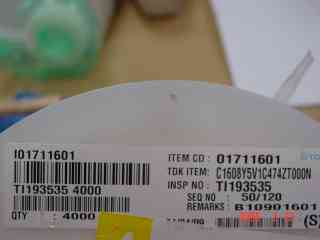 I01711601
ITEM CD : 01711601
TDK ITEM: C1608Y5V1C474ZT000N
TI193535 4000
INSP NO : TI193535
SEQ NO : 50/120
REMARKS : B10901601
QTY : 4000
(S)